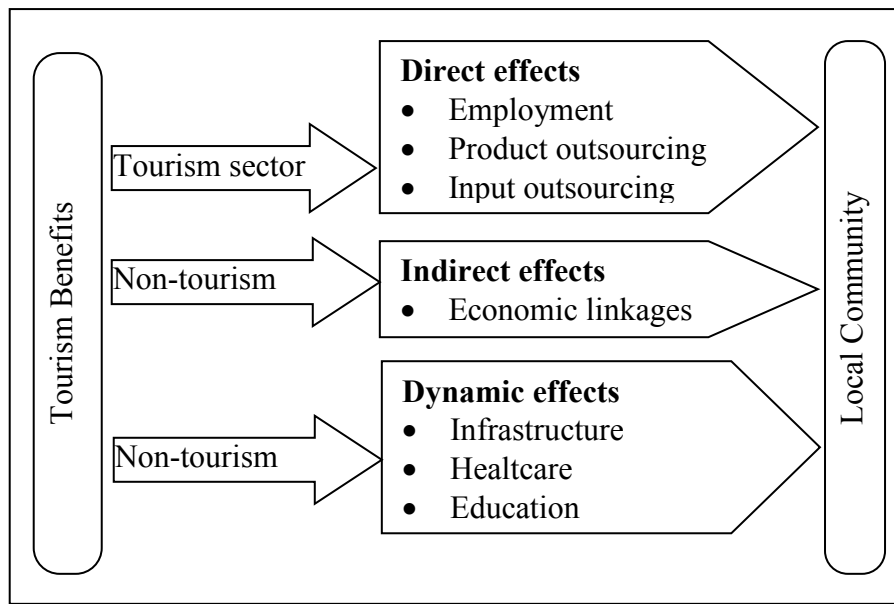 Tourism Benefits
Tourism sector
Direct effects
• Employment
• Product outsourcing
• Input outsourcing
Non-tourism
Indirect effects
• Economic linkages
Non-tourism
Dynamic effects
• Infrastructure
• Healtcare
• Education
Local Community